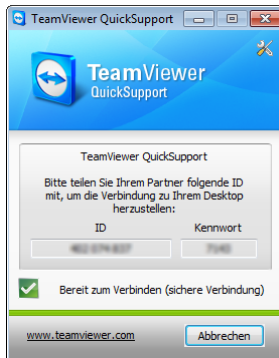 TeamViewer QuickSupport
TeamViewer
QuickSupport
TeamViewer QuickSupport
Bitte teilen Sie Ihrem Partner folgende ID
mit, um die Verbindung zu Ihrem Desktop
herzustellen:
ID Kennwort
Bereit zum Verbinden (sichere Verbindung)
www.teamviewer.com Abbrechen